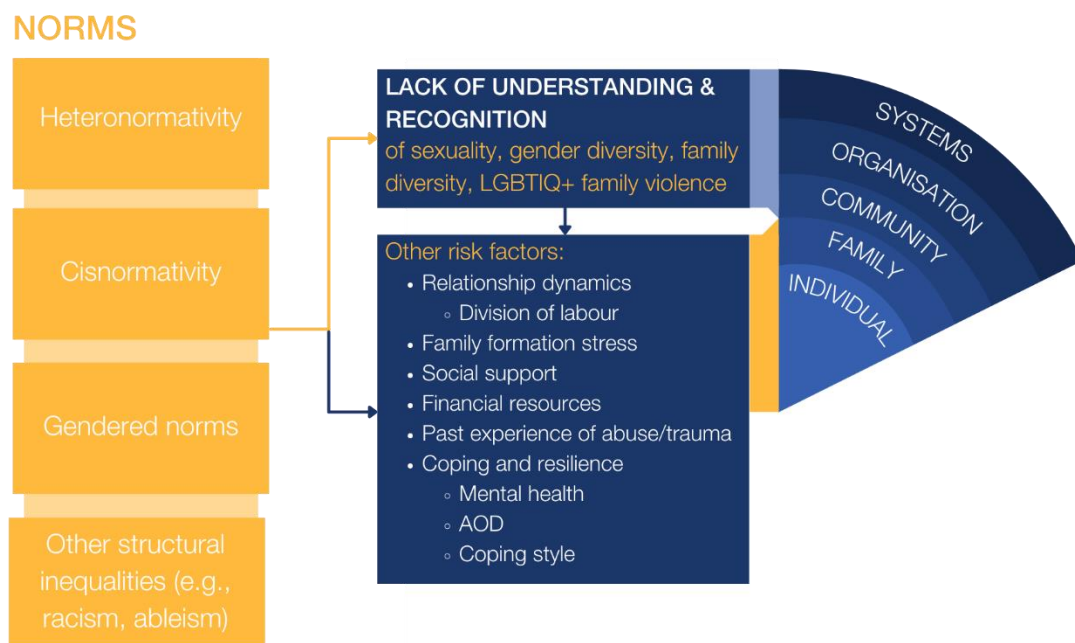 NORMS
Heteronormativity
Cisnormativity
Gendered norms
Other structural
inequalities (e.g.,
racism, ableism)
LACK OF UNDERSTANDING &
RECOGNITION
of sexuality, gender diversity, family
diversity, LGBTIQ+ family violence
Other risk factors:
• Relationship dynamics
◦ Division of labour
• Family formation stress
• Social support
• Financial resources
• Past experience of abuse/trauma
• Coping and resilience
◦ Mental health
◦ AOD
◦ Coping style
SYSTEMS
ORGANISATION
COMMUNITY
FAMILY
INDIVIDUAL